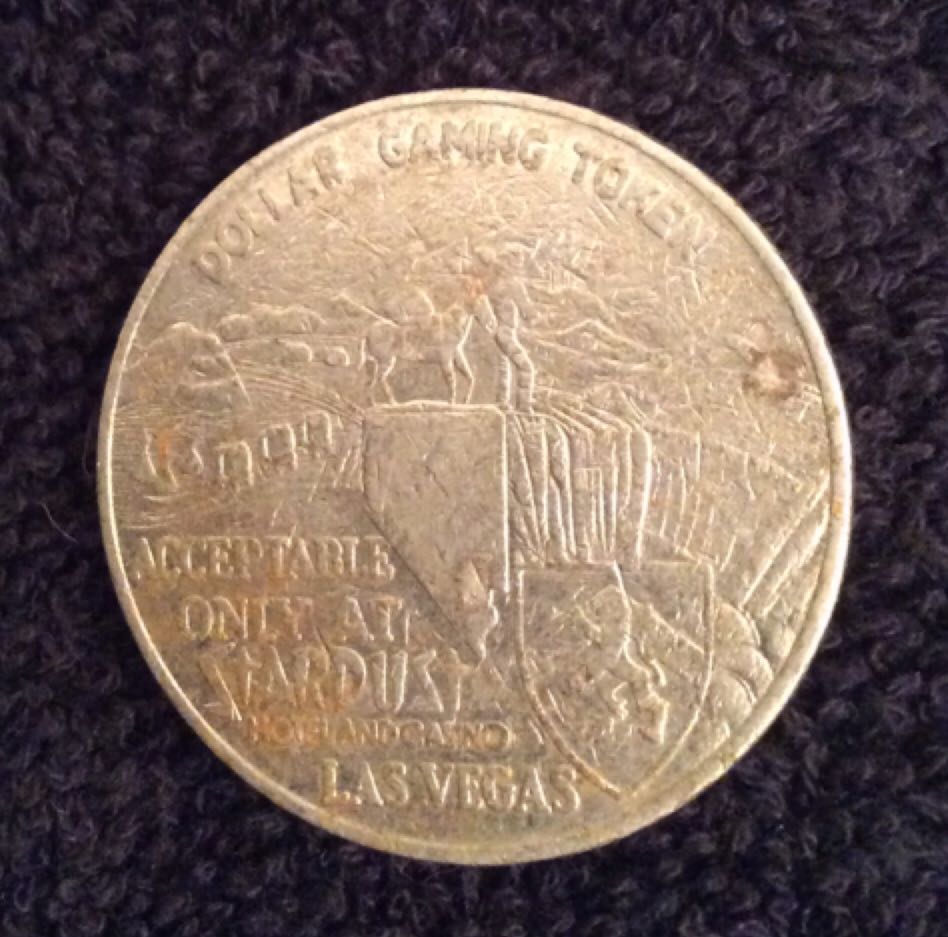 DOLLAR GAMING TOKEN
ACCEPTABLE
ONLY AT
STARDUST
HOTEL AND CASINO
LAS VEGAS